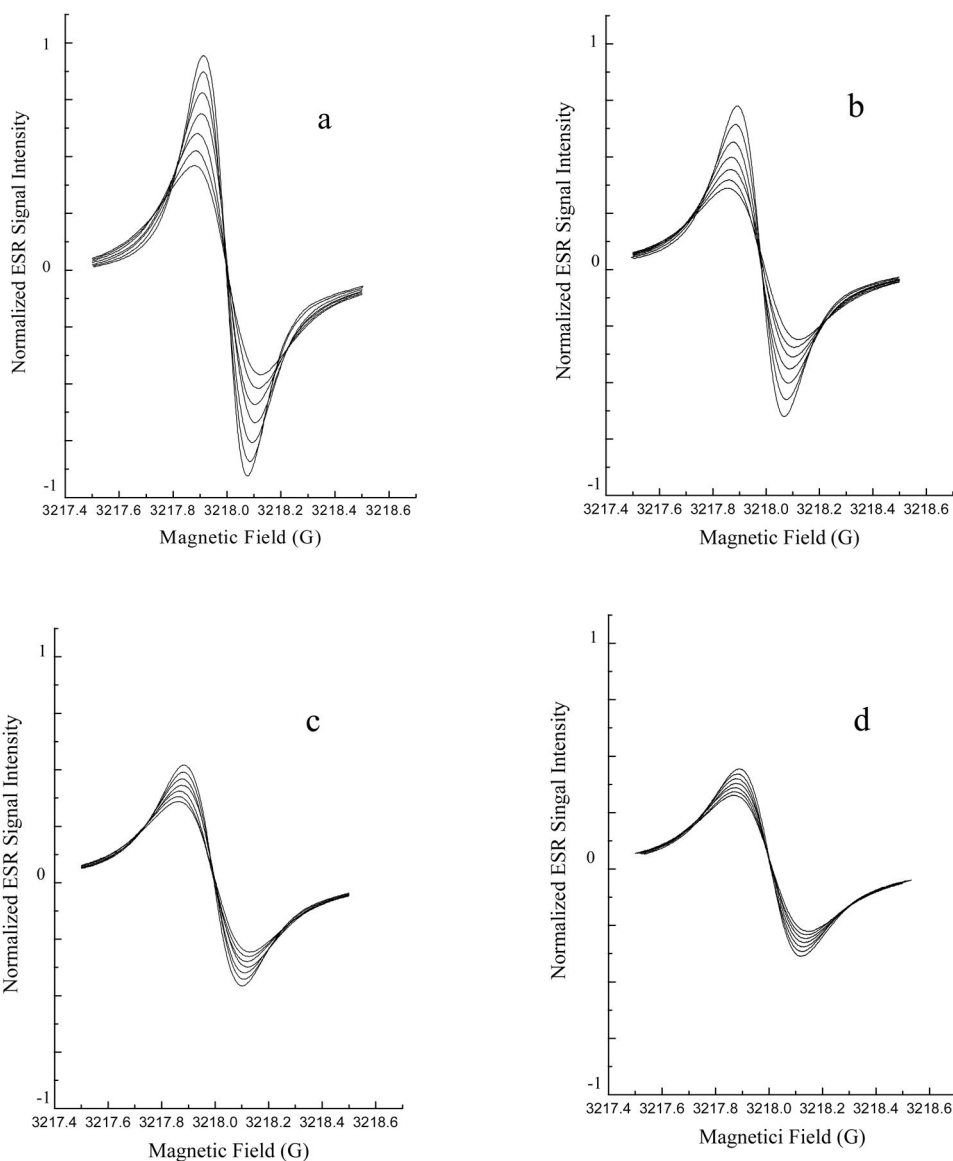 1
0
-1
Normalized ESR Signal Intensity
a
3217.4 3217.6 3217.8 3218.0 3218.2 3218.4 3218.6
Magnetic Field (G)
1
0
-1
Normalized ESR Signal Intensity
b
3217.4 3217.6 3217.8 3218.0 3218.2 3218.4 3218.6
Magnetic Field (G)
1
0
-1
Normalized ESR Signal Intensity
c
3217.4 3217.6 3217.8 3218.0 3218.2 3218.4 3218.6
Magnetic Field (G)
1
0
-1
Normalized ESR Singal Intensity
d
3217.4 3217.6 3217.8 3218.0 3218.2 3218.4 3218.6
Magnetici Field (G)